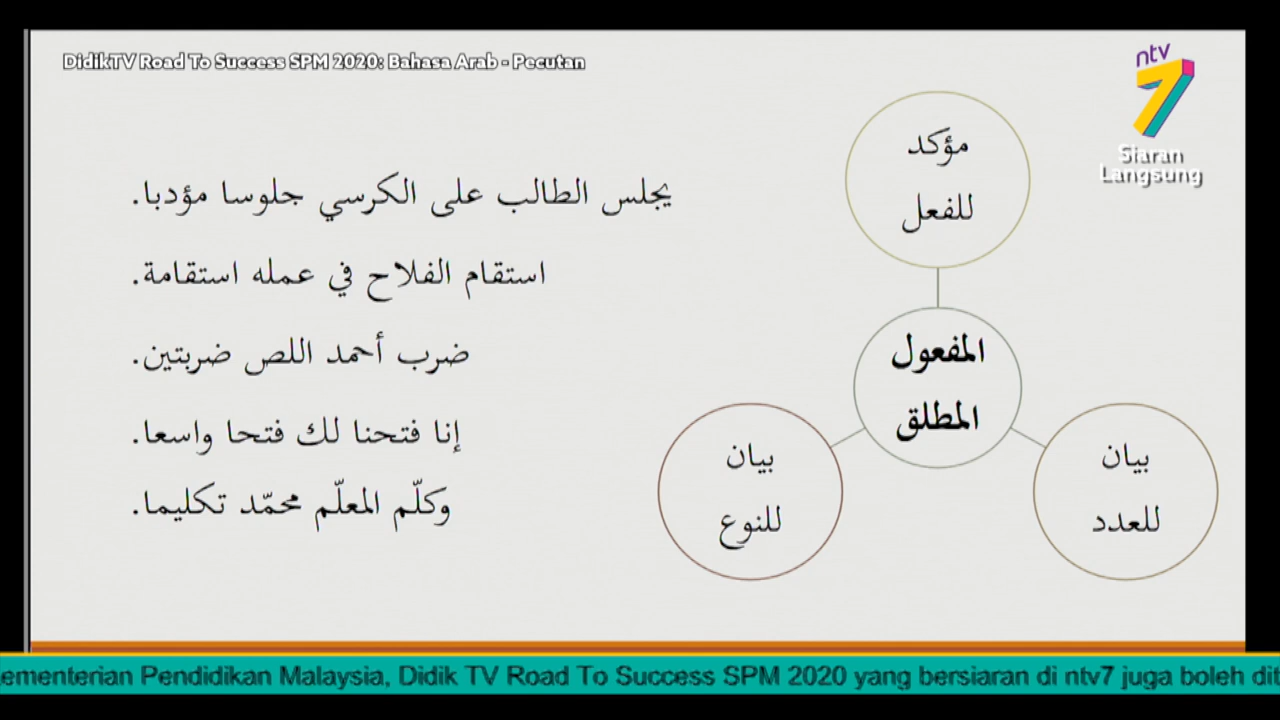 DidikTV Road To Success SPM 2020: Bahasa Arab - Pecutan
ntv
7
Siaran
Langsung
يجلس الطالب على الكرسي جلوسا مؤدبا.
استقام الفلاح في عمله استقامة.
ضرب أحمد اللص ضربتين.
إنا فتحنا لك فتحا واسعا.
وكلّم المعلّم محمّد تكليما.
مؤكد
للفعل
المفعول
المطلق
بيان
للعدد
بيان
للنوع
ementerian Pendidikan Malaysia, Didik TV Road To Success SPM 2020 yang bersiaran di ntv7 juga boleh dit